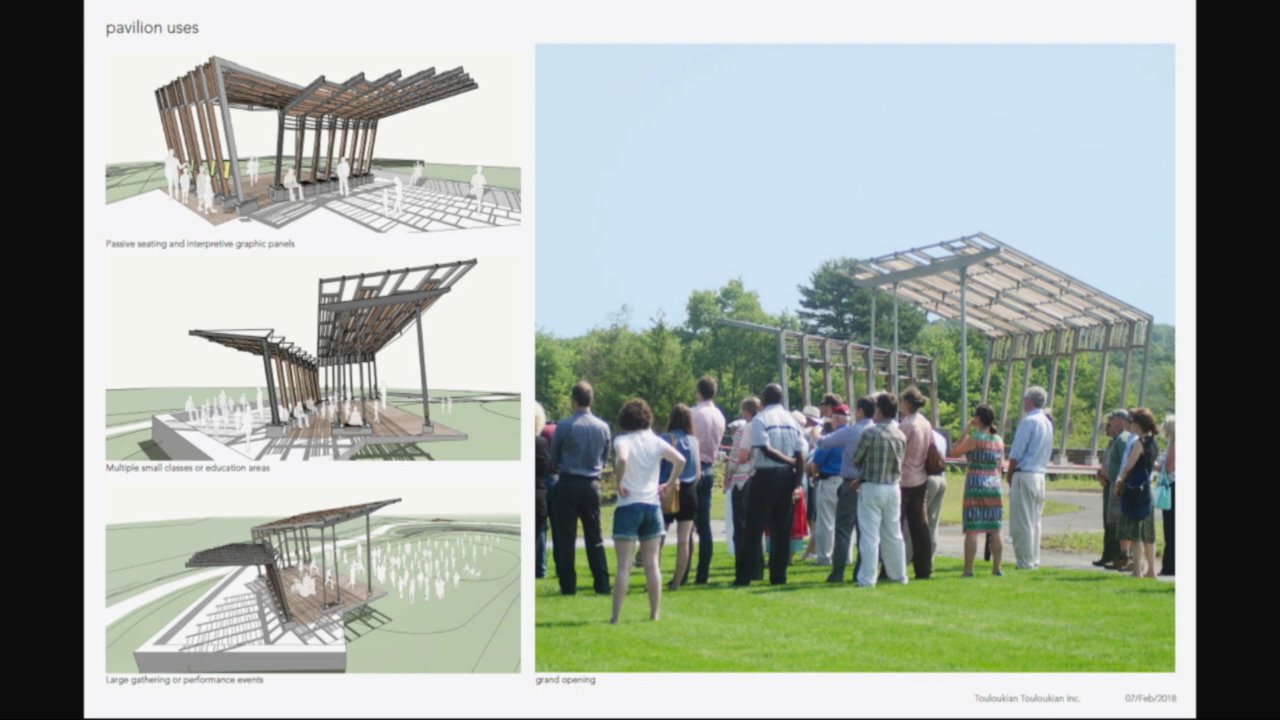 pavilion uses
Passive seating and interpretive graphic panels
Multiple small classes or education areas
Large gathering or performance events
grand opening
Touloukian Touloukian Inc. 07/Feb/2018